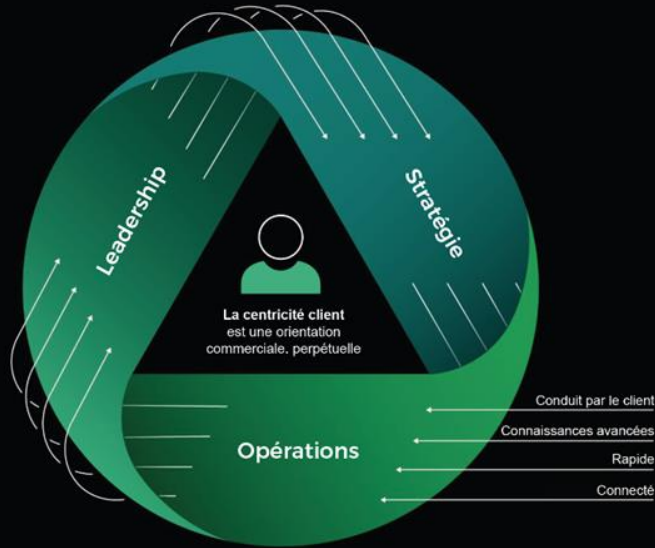 Leadership
Stratégie
La centricité client
est une orientation
commerciale. perpétuelle
Opérations
Conduit par le client
Connaissances avancées
Rapide
Connecté